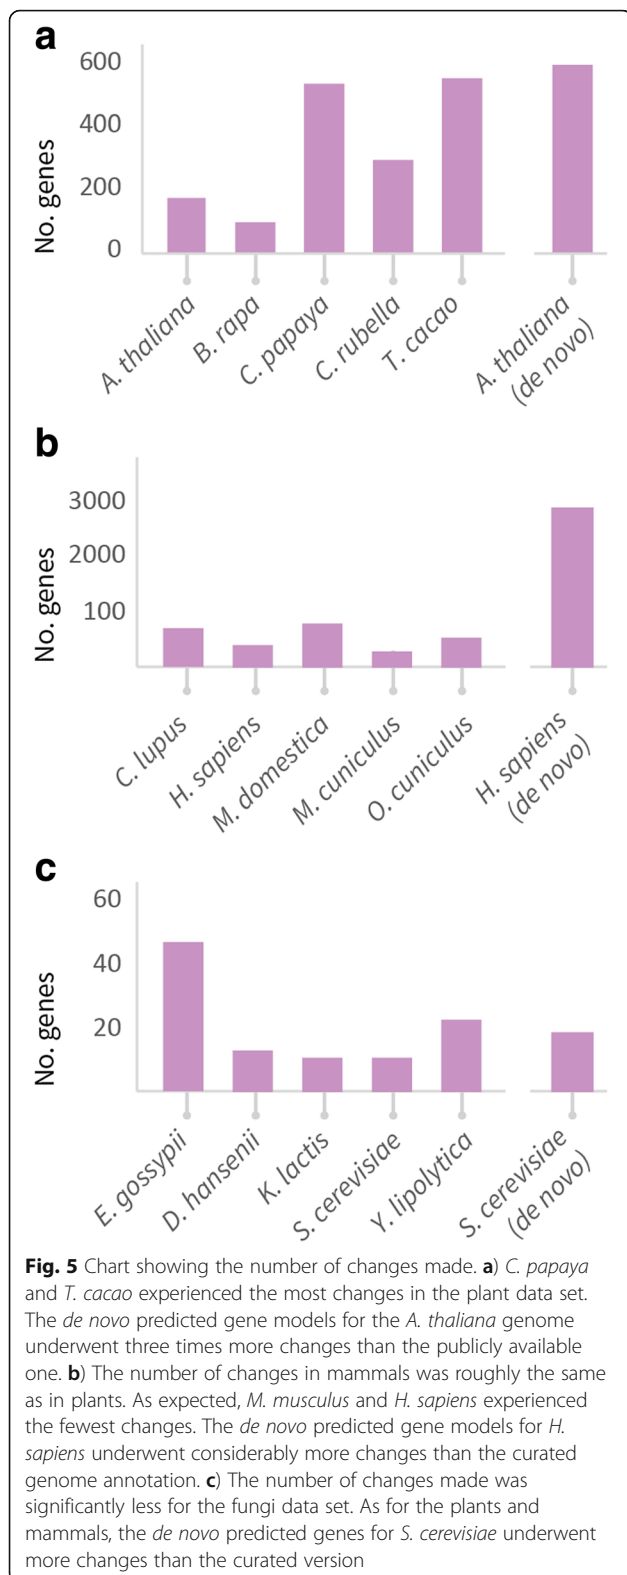 a
600
400
200
0
No. genes
A. thaliana
B. rapa
C. papaya
C. rubella
T. cacao
A. thaliana
(de novo)
b
3000
2000
100
No. genes
C. lupus
H. sapiens
M. domestica
M. cuniculus
O. cuniculus
H. sapiens
(de novo)
c
60
40
20
No. genes
E. gossypii
D. hansenii
K. lactis
S. cerevisiae
Y. lipolytica
S. cerevisiae
(de novo)
Fig. 5 Chart showing the number of changes made. a) C. papaya
and T. cacao experienced the most changes in the plant data set.
The de novo predicted gene models for the A. thaliana genome
underwent three times more changes than the publicly available
one. b) The number of changes in mammals was roughly the same
as in plants. As expected, M. musculus and H. sapiens experienced
the fewest changes. The de novo predicted gene models for H.
sapiens underwent considerably more changes than the curated
genome annotation. c) The number of changes made was
significantly less for the fungi data set. As for the plants and
mammals, the de novo predicted genes for S. cerevisiae underwent
more changes than the curated version